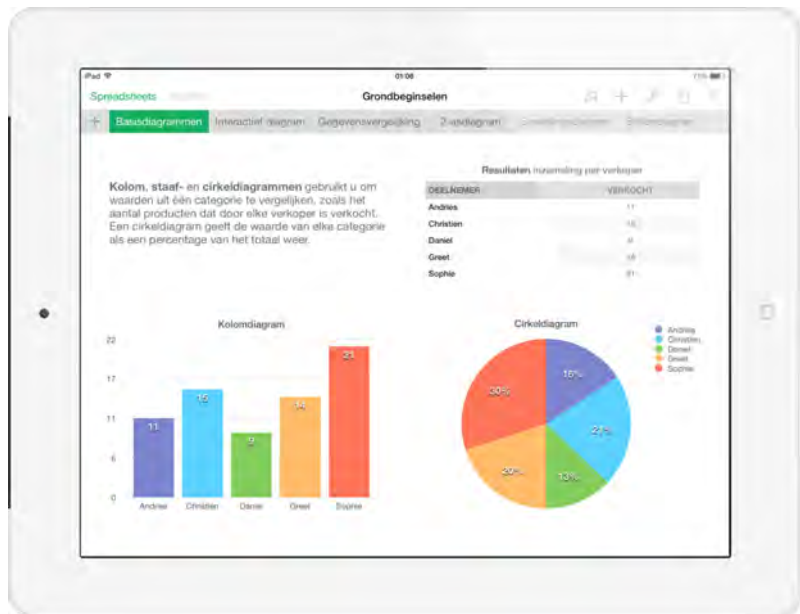 iPad 01:06
Spreadsheets
Grondbeginselen
Basisdiagrammen Interactief diagram Gegevensvergelijking 2-asdiagram
Resultaten inzameling per verkoper
Kolom, staaf- en cirkeldiagrammen gebruikt u om
waarden uit één categorie te vergelijken, zoals het
aantal producten dat door elke verkoper is verkocht.
Een cirkeldiagram geeft de waarde van elke categorie
als een percentage van het totaal weer.
DEELNEMER VERKOCHT
Andries 11
Christien 15
Daniel 9
Greet
Sophie 21
Kolomdiagram
22
17
11
6
0
11
15
9
14
21
Andries Christien Daniel Greet Sophie
Cirkeldiagram
Andries
Christien
Daniel
Greet
Sophie
16%
21%
13%
20%
30%